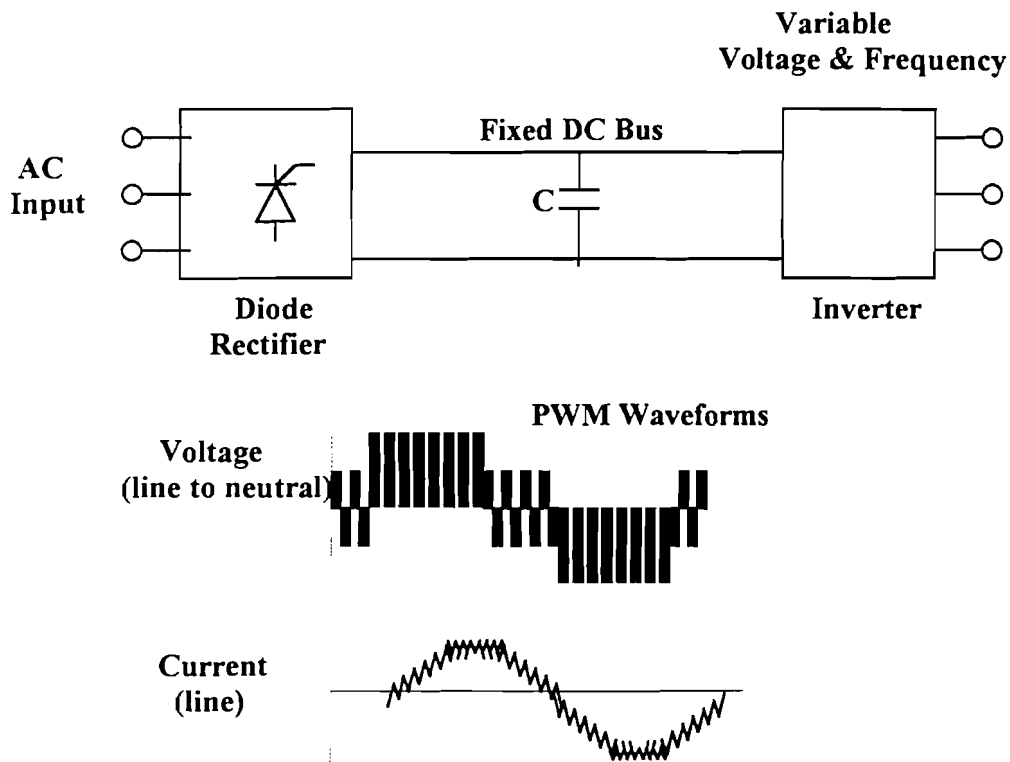 Variable
Voltage & Frequency
Fixed DC Bus
AC
Input
C
Diode
Rectifier
Inverter
PWM Waveforms
Voltage
(line to neutral)
Current
(line)